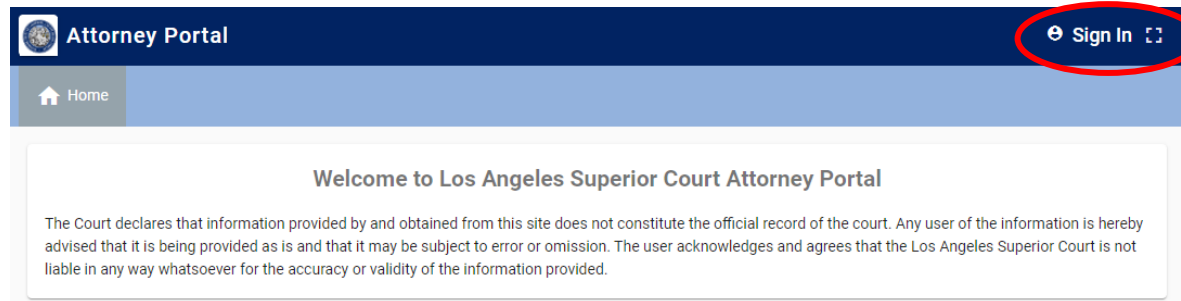 Attorney Portal
Sign In
Home
Welcome to Los Angeles Superior Court Attorney Portal
The Court declares that information provided by and obtained from this site does not constitute the official record of the court. Any user of the information is hereby
advised that it is being provided as is and that it may be subject to error or omission. The user acknowledges and agrees that the Los Angeles Superior Court is not
liable in any way whatsoever for the accuracy or validity of the information provided.